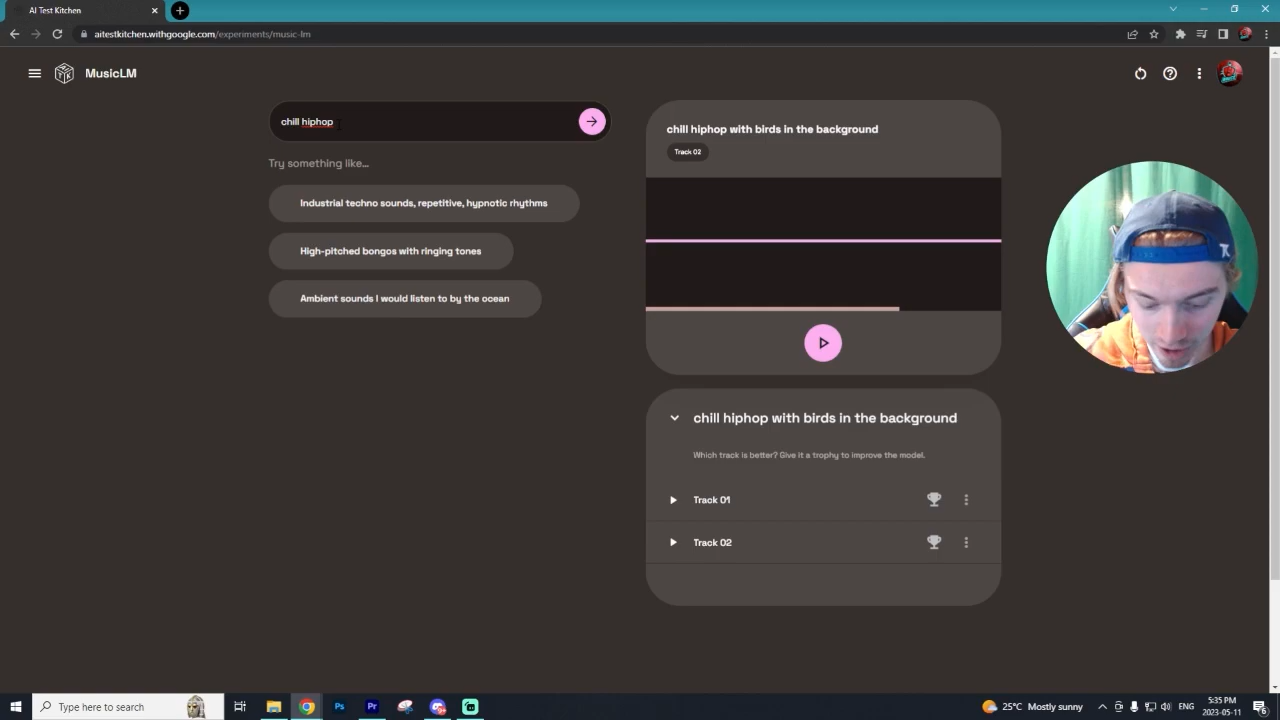 AI Test Kitchen
aitestkitchen.withgoogle.com/experiments/music-lm
MusicLM
chill hiphop
Try something like...
Industrial techno sounds, repetitive, hypnotic rhythms
High-pitched bongos with ringing tones
Ambient sounds I would listen to by the ocean
chill hiphop with birds in the background
Track 02
chill hiphop with birds in the background
Which track is better? Give it a trophy to improve the model.
Track 01
Track 02
Type here to search
Ps
Pr
25°C Mostly sunny
ENG
5:35 PM
2023-05-11
6